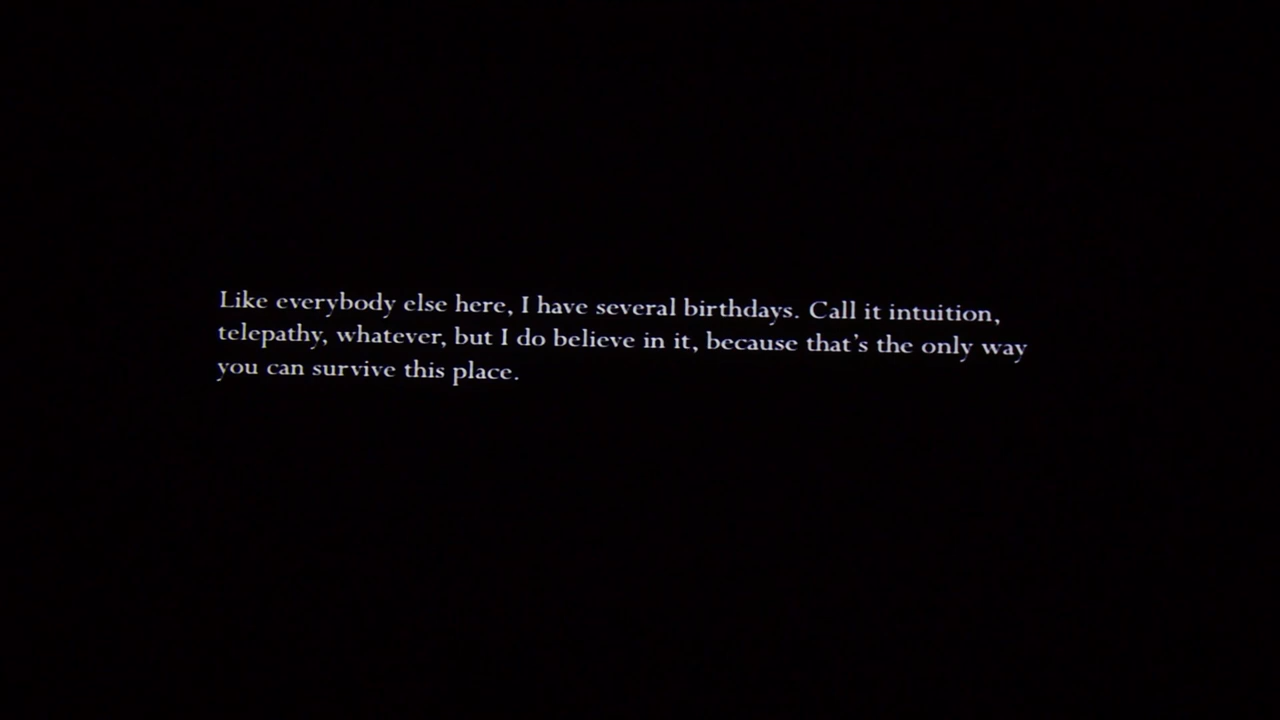 Like everybody else here, I have several birthdays. Call it intuition,
telepathy, whatever, but I do believe in it, because that's the only way
you can survive this place.